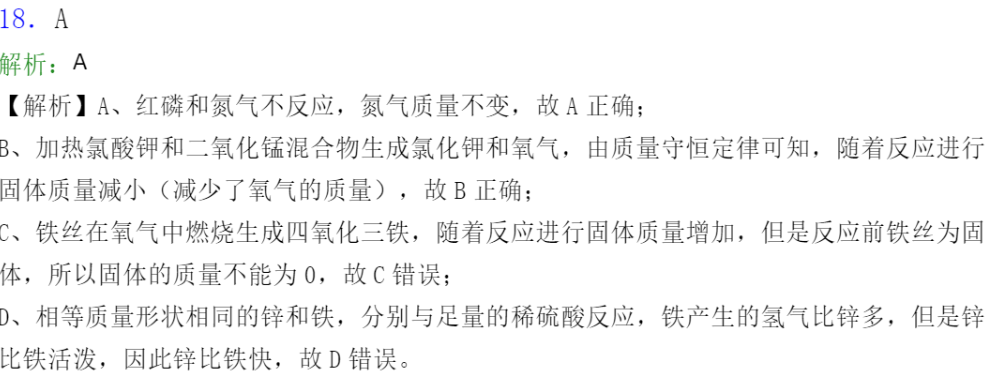 18. A
解析：A
【解析】A、红磷和氮气不反应，氮气质量不变，故 A 正确；
B、加热氯酸钾和二氧化锰混合物生成氯化钾和氧气，由质量守恒定律可知，随着反应进行
固体质量减小（减少了氧气的质量），故 B 正确；
C、铁丝在氧气中燃烧生成四氧化三铁，随着反应进行固体质量增加，但是反应前铁丝为固
体，所以固体的质量不能为 0，故 C 错误；
D、相等质量形状相同的锌和铁，分别与足量的稀硫酸反应，铁产生的氢气比锌多，但是锌
比铁活泼，因此锌比铁快，故 D 错误。